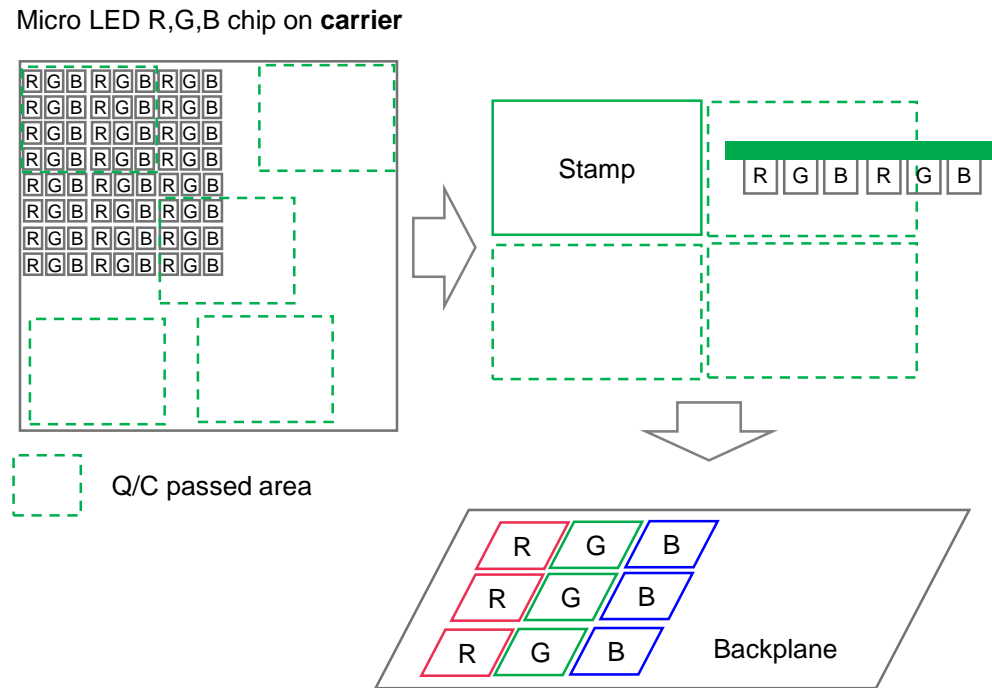 Micro LED R,G,B chip on carrier
R G B R G B R G B
R G B R G B R G B
R G B R G B R G B
R G B R G B R G B
R G B R G B R G B
R G B R G B R G B
R G B R G B R G B
R G B R G B R G B
Stamp
R G B R G B
Q/C passed area
R G B
R G B
R G B
Backplane